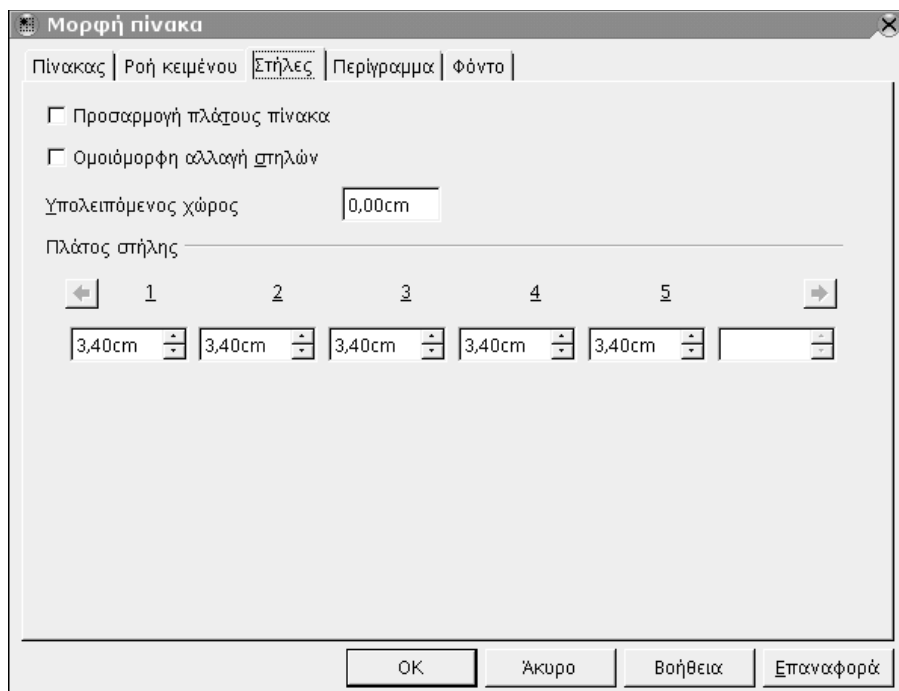 Μορφή πίνακα
Πίνακας Ροή κειμένου Στήλες Περίγραμμα Φόντο
Προσαρμογή πλάτους πίνακα
Ομοιόμορφη αλλαγή στηλών
Υπολειπόμενος χώρος 0,00cm
Πλάτος στήλης
1 2 3 4 5
3,40cm 3,40cm 3,40cm 3,40cm 3,40cm
OK Άκυρο Βοήθεια Επαναφορά